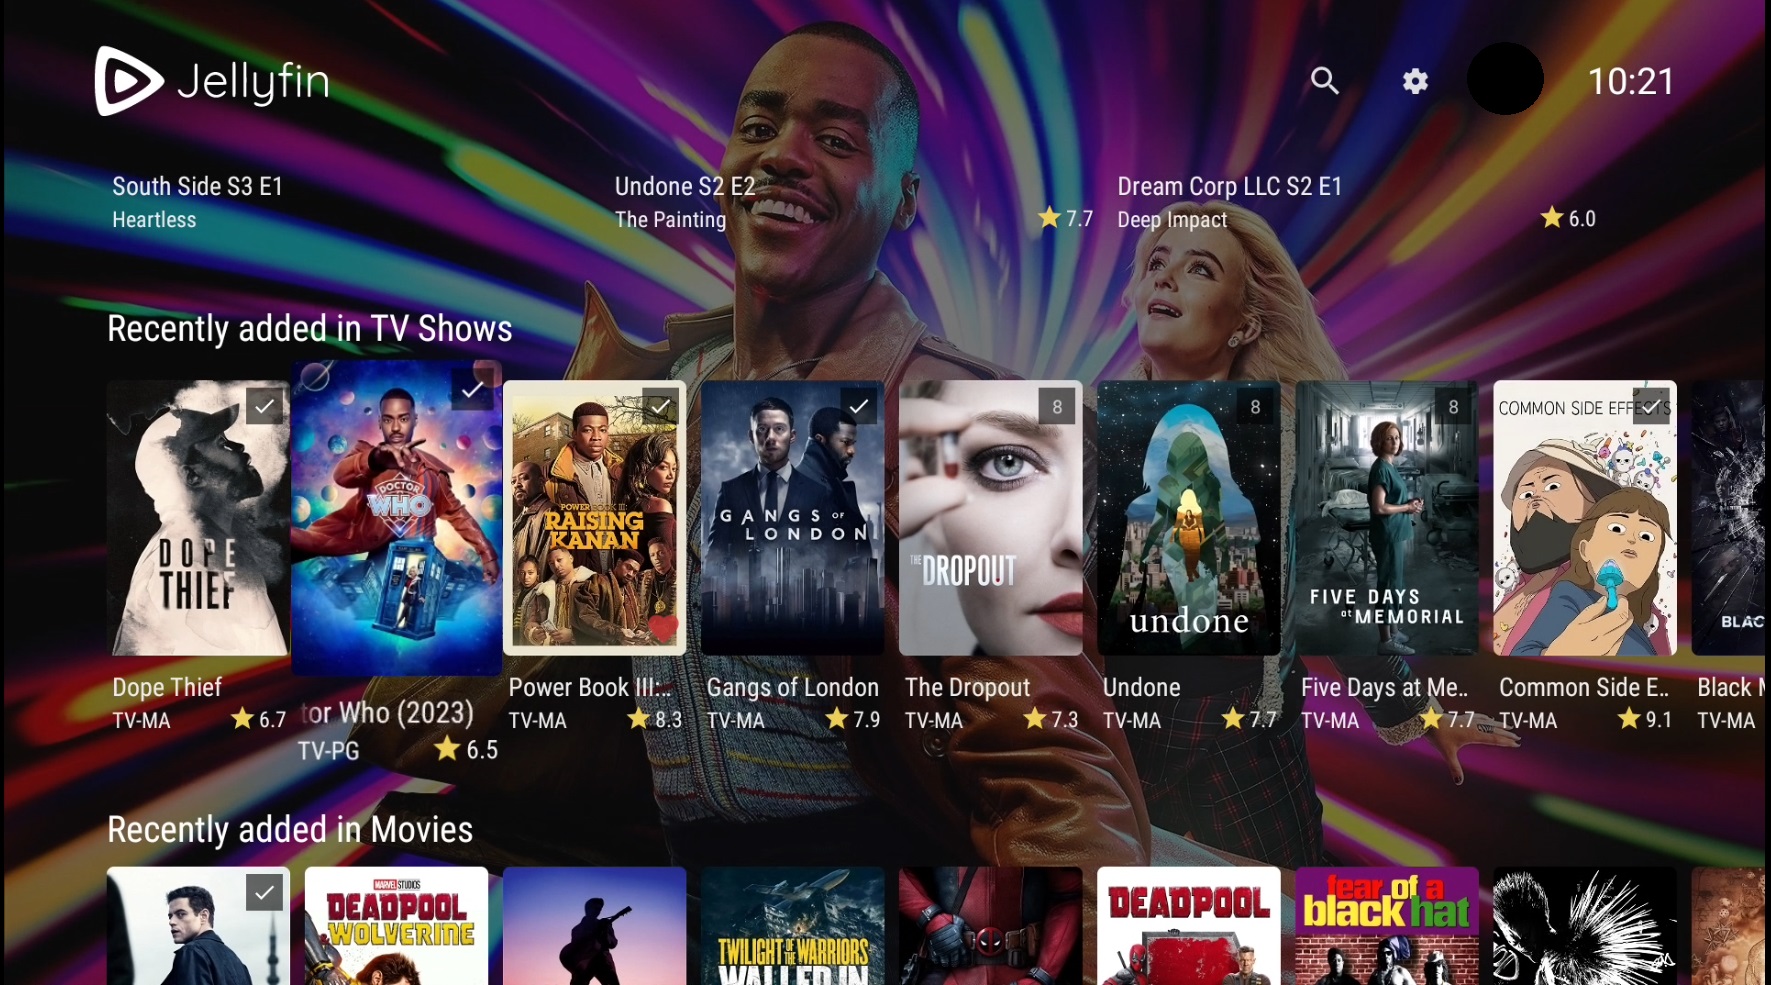 Jellyfin
10:21
South Side S3 E1
Heartless
Undone S2 E2
The Painting
7.7
Dream Corp LLC S2 E1
Deep Impact
6.0
Recently added in TV Shows
DOPE
THIEF
DOCTOR
WHO
POWER BOOK III:
RAISING
KANAN
GANGS OF
LONDON
8
THE DROPOUT
8
undone
8
FIVE DAYS
at MEMORIAL
COMMON SIDE EFFECTS
BLAC
Dope Thief
TV-MA
6.7
tor Who (2023)
TV-PG
6.5
Power Book III:..
TV-MA
8.3
Gangs of London
TV-MA
7.9
The Dropout
TV-MA
7.3
Undone
TV-MA
7.7
Five Days at Me..
TV-MA
7.7
Common Side E..
TV-MA
9.1
Black
TV-MA
Recently added in Movies
MARVEL STUDIOS
DEADPOOL
WOLVERINE
TWILIGHT OF THE WARRIORS
WALLED IN
DEADPOOL
fear of a
black hat